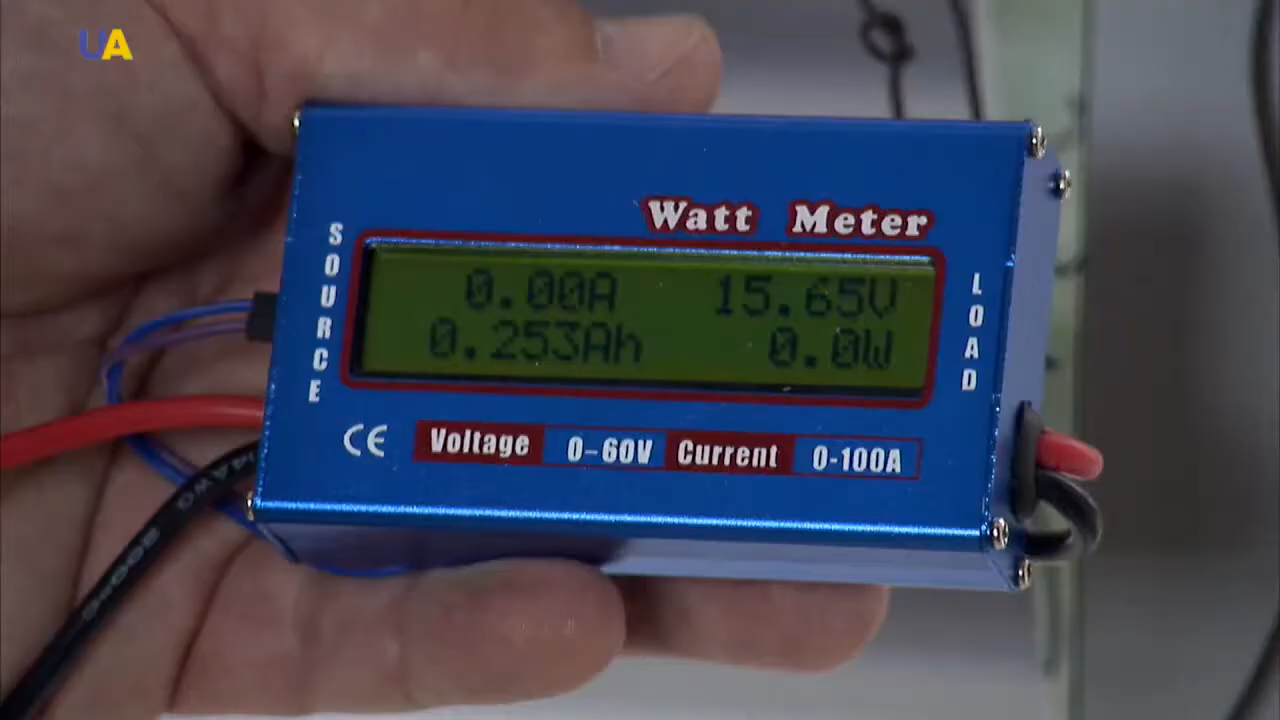 UA
Watt Meter
SOURCE
0.00A 15.65V
0.253Ah 0.0W
LOAD
CE
Voltage 0-60V Current 0-100A